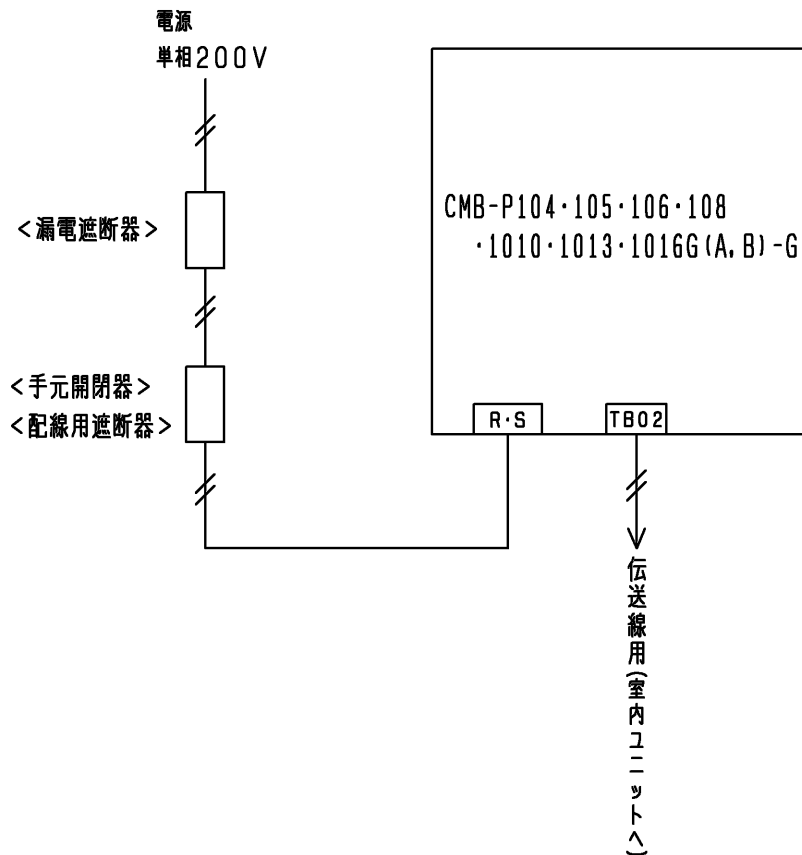 電源
単相200V
<漏電遮断器>
<手元開閉器>
<配線用遮断器>
CMB-P104・105・106・108
・1010・1013・1016G(A,B)-G
R・S
TB02
伝送線用(室内ユニットへ)